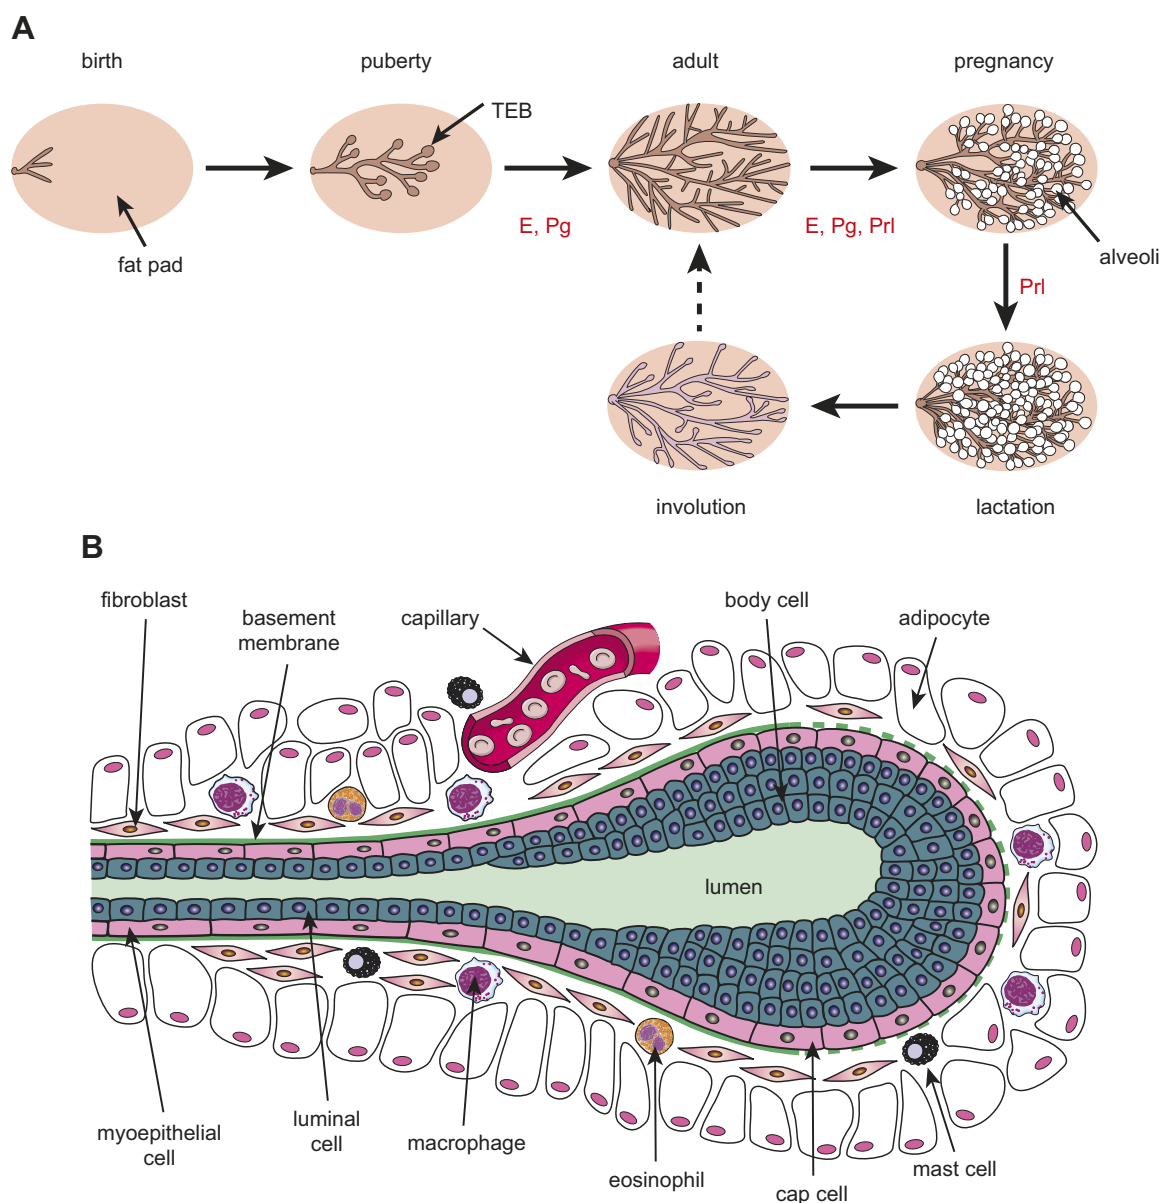 A
birth
puberty
adult
pregnancy
TEB
fat pad
E, Pg
E, Pg, Prl
alveoli
Prl
involution
lactation
B
fibroblast
basement
membrane
capillary
body cell
adipocyte
lumen
myoepithelial
cell
luminal
cell
macrophage
eosinophil
cap cell
mast cell